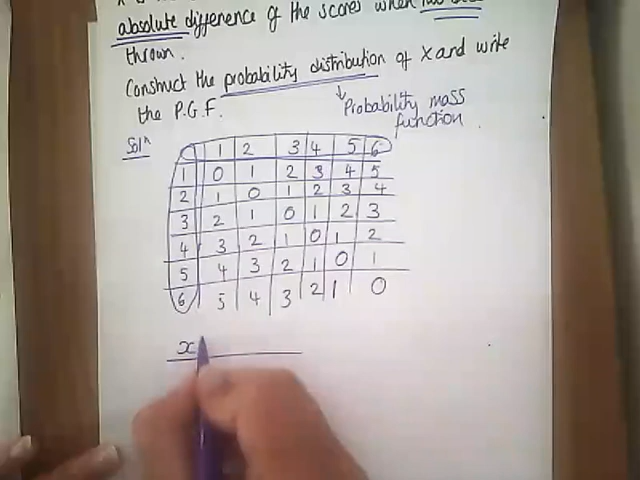 absolute difference of the scores when
thrown.
Construct the probability distribution of X and write
the P.G.F.
Probability mass
function.
Solⁿ
1 2 3 4 5 6
1 0 1 2 3 4 5
2 1 0 1 2 3 4
3 2 1 0 1 2 3
4 3 2 1 0 1 2
5 4 3 2 1 0 1
6 5 4 3 2 1 0
x